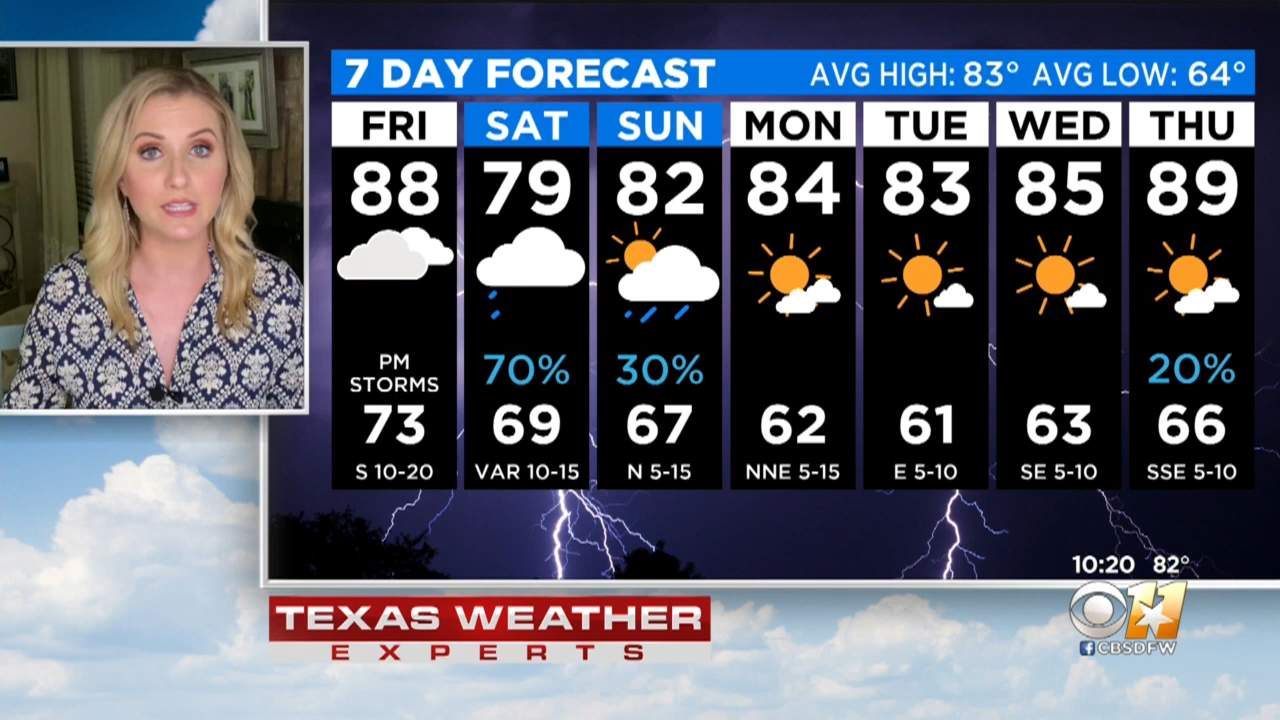 7 DAY FORECAST AVG HIGH: 83° AVG LOW: 64°
FRI SAT SUN MON TUE WED THU
88 79 82 84 83 85 89
PM
STORMS
70% 30% 20%
73 69 67 62 61 63 66
S 10-20 VAR 10-15 N 5-15 NNE 5-15 E 5-10 SE 5-10 SSE 5-10
10:20 82°
11
CBSDFW
TEXAS WEATHER
EXPERTS